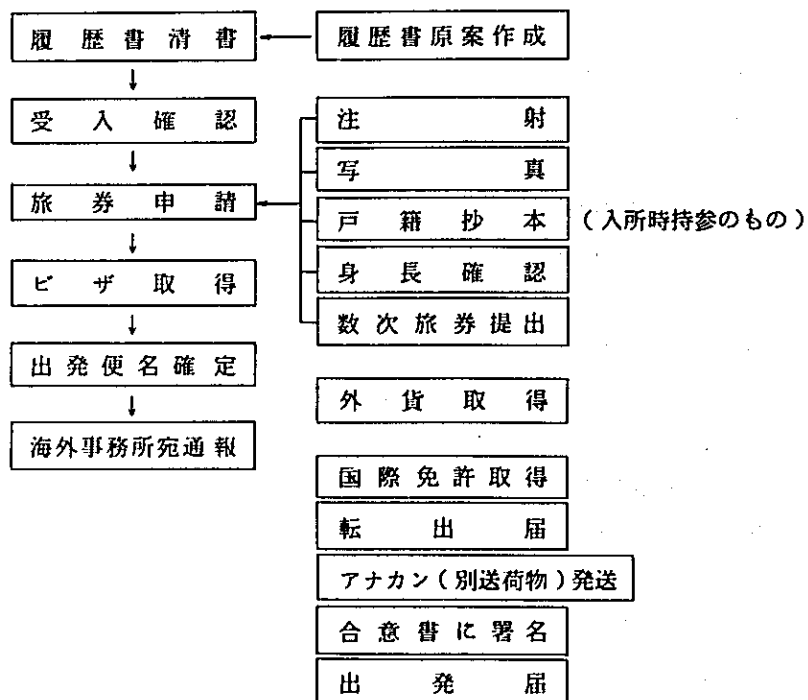 履歴書清書
履歴書原案作成
受入確認
旅券申請
ビザ取得
出発便名確定
海外事務所宛通報
注射
写真
戸籍抄本 (入所時持参のもの)
身長確認
数次旅券提出
外貨取得
国際免許取得
転出届
アナカン(別送荷物)発送
合意書に署名
出発届